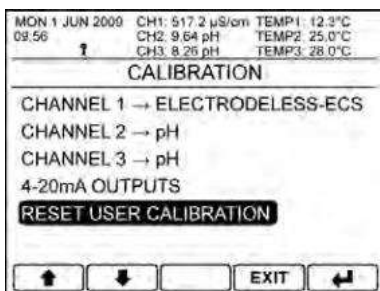 MON 1 JUN 2009 CH1: 517.2 µS/cm TEMP1: 12.3°C
09:56 CH2: 9.64 pH TEMP2: 25.0°C
CH3: 8.26 pH TEMP3: 28.0°C
CALIBRATION
CHANNEL 1 → ELECTRODELESS-ECS
CHANNEL 2 → pH
CHANNEL 3 → pH
4-20mA OUTPUTS
RESET USER CALIBRATION
EXIT